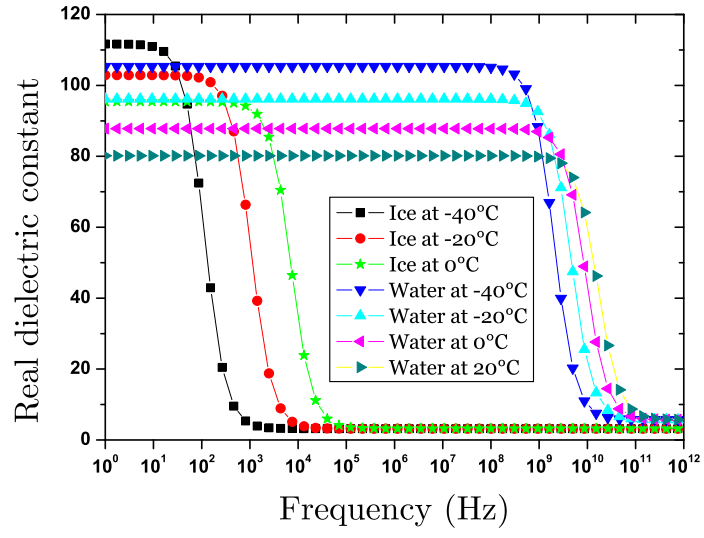 Real dielectric constant
120
100
80
60
40
20
0
Ice at -40°C
Ice at -20°C
Ice at 0°C
Water at -40°C
Water at -20°C
Water at 0°C
Water at 20°C
10⁰ 10¹ 10² 10³ 10⁴ 10⁵ 10⁶ 10⁷ 10⁸ 10⁹ 10¹⁰ 10¹¹ 10¹²
Frequency (Hz)